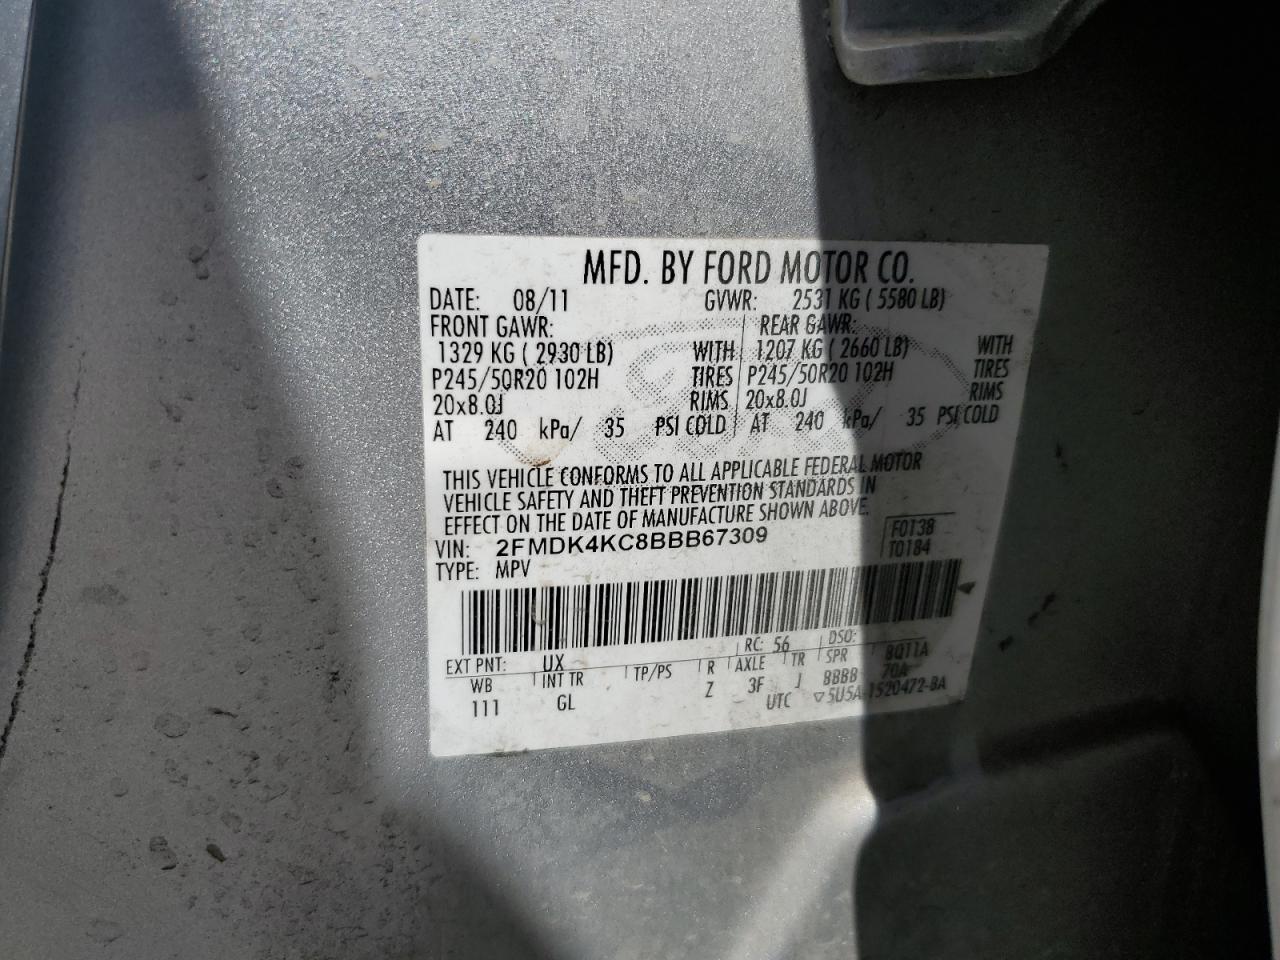 MFD. BY FORD MOTOR CO.
DATE: 08/11 GVWR: 2531 KG ( 5580 LB)
FRONT GAWR: REAR GAWR:
1329 KG ( 2930 LB) WITH 1207 KG ( 2660 LB) WITH
P245/50R20 102H TIRES P245/50R20 102H TIRES
20x8.0J RIMS 20x8.0J RIMS
AT 240 kPa/ 35 PSI COLD AT 240 kPa/ 35 PSI COLD
THIS VEHICLE CONFORMS TO ALL APPLICABLE FEDERAL MOTOR
VEHICLE SAFETY AND THEFT PREVENTION STANDARDS IN
EFFECT ON THE DATE OF MANUFACTURE SHOWN ABOVE.
VIN: 2FMDK4KC8BBB67309 F0138
TYPE: MPV T0184
EXT PNT: UX RC: 56 DSO:
WB INT TR TP/PS R AXLE TR SPR BQ11A
111 GL Z 3F J BBBB 70A
UTC ▽5U5A-1520472-BA